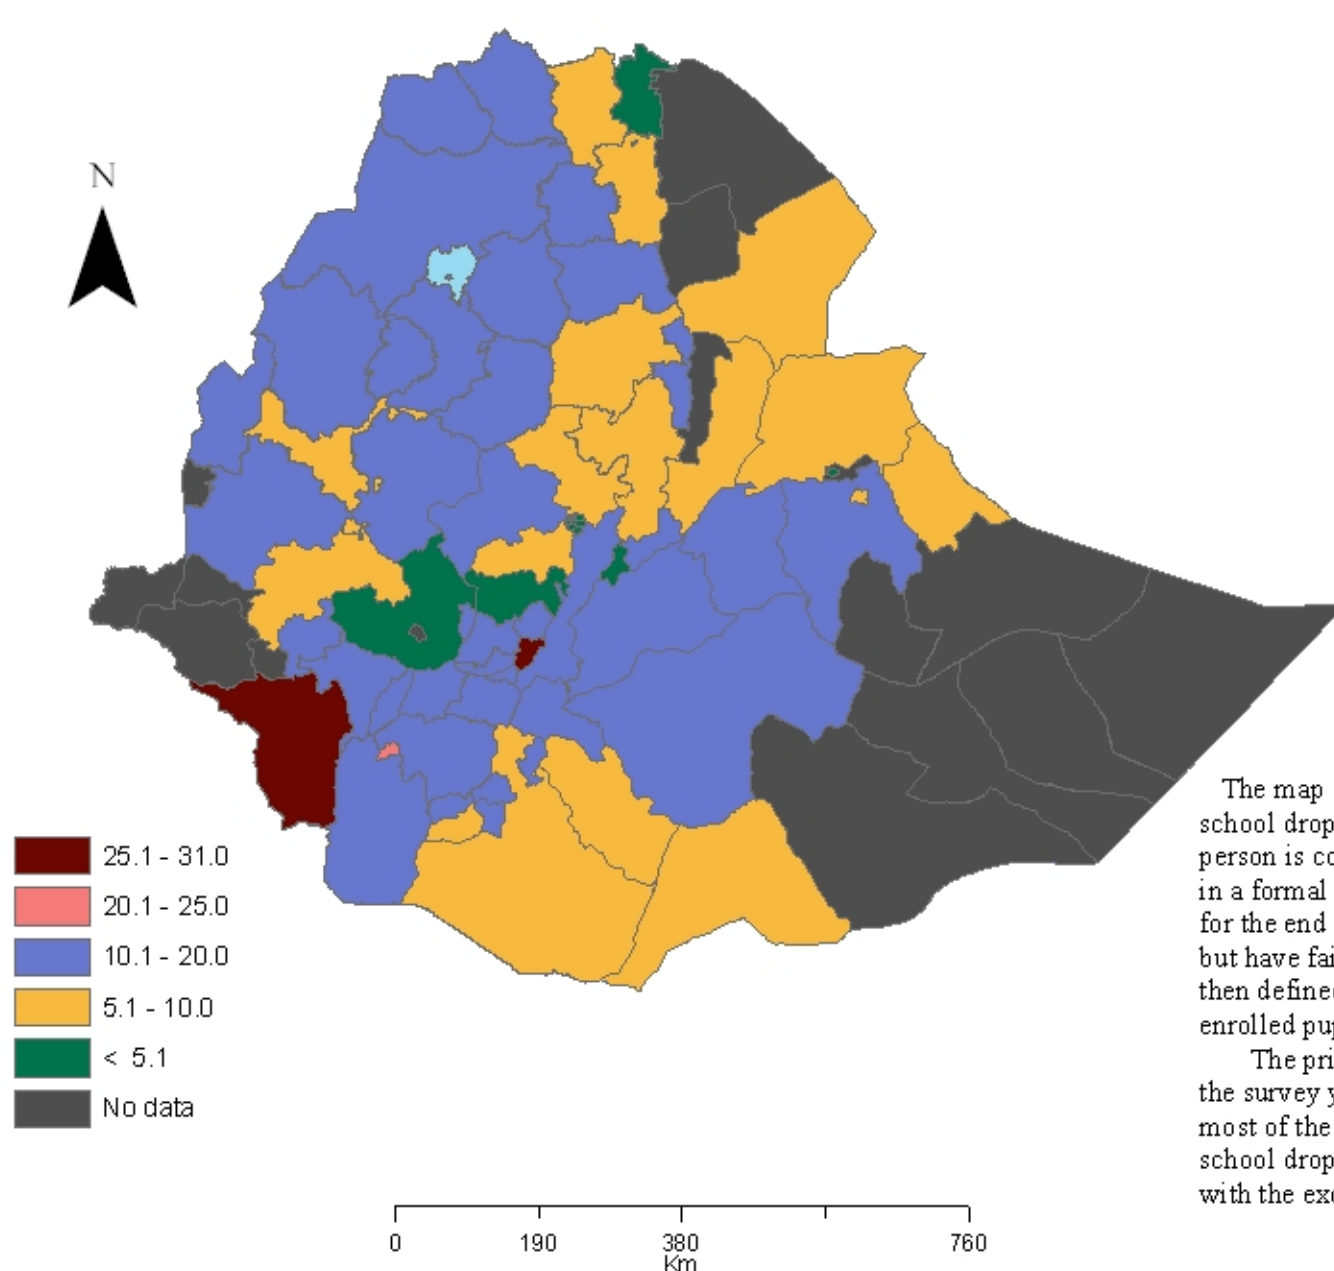 N
25.1 - 31.0
20.1 - 25.0
10.1 - 20.0
5.1 - 10.0
< 5.1
No data
0 190 380 760
Km
The map
school drop
person is co
in a formal
for the end
but have fai
then define
enrolled pu
The pri
the survey y
most of the
school drop
with the exc